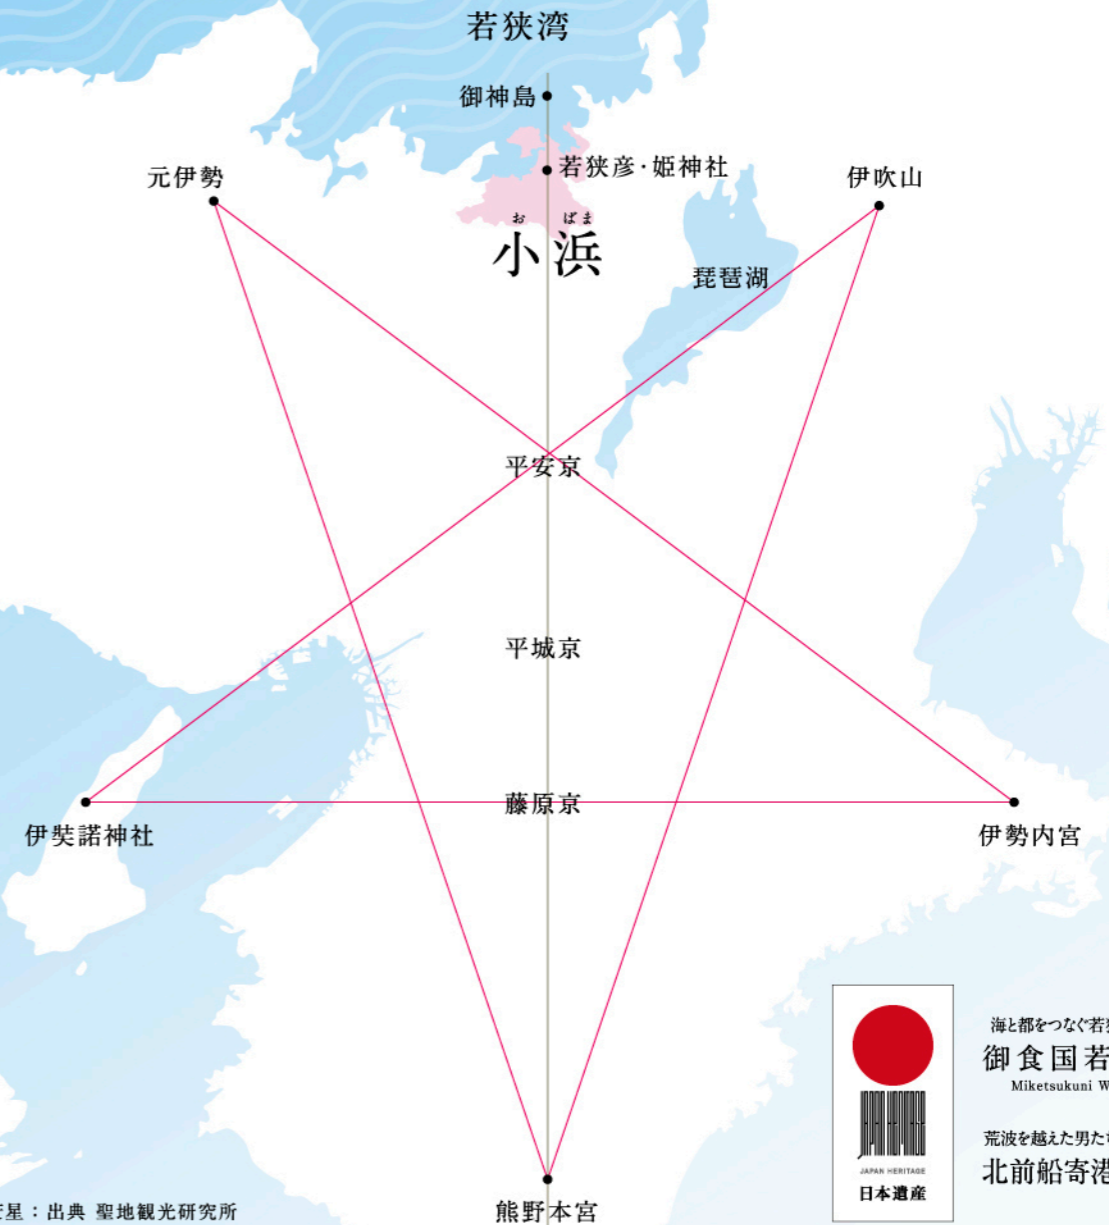 若狭湾
御神島
若狭彦・姫神社
元伊勢
伊吹山
お ばま
小浜
琵琶湖
平安京
平城京
藤原京
伊奘諾神社
伊勢内宮
海と都をつなぐ若狭
御食国若
Miketsukuni W
荒波を越えた男た
北前船寄港
JAPAN HERITAGE
日本遺産
星：出典 聖地観光研究所
熊野本宮